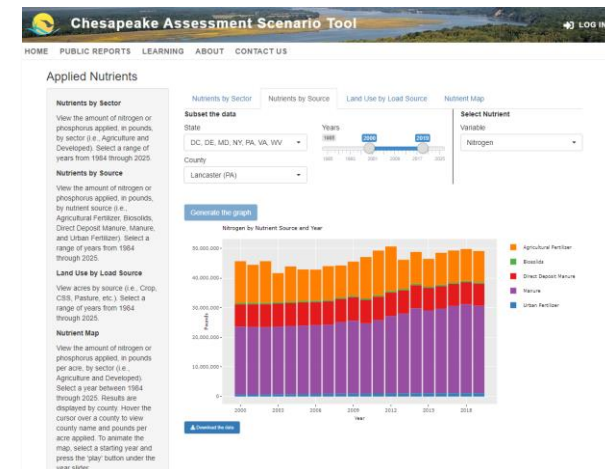 Chesapeake Assessment Scenario Tool
LOG IN
HOME PUBLIC REPORTS LEARNING ABOUT CONTACT US
Applied Nutrients
Nutrients by Sector
View the amount of nitrogen or
phosphorus applied, in pounds,
by sector (i.e., Agriculture and
Developed). Select a range of
years from 1984 through 2025.
Nutrients by Source
View the amount of nitrogen or
phosphorus applied, in pounds,
by nutrient source (i.e.,
Agricultural Fertilizer, Biosolids,
Direct Deposit Manure, Manure,
and Urban Fertilizer). Select a
range of years from 1984
through 2025.
Land Use by Load Source
View acres by source (i.e., Crop,
CSS, Pasture, etc.). Select a
range of years from 1984
through 2025.
Nutrient Map
View the amount of nitrogen or
phosphorus applied, in pounds
per acre, by sector (i.e.,
Agriculture and Developed).
Select a year between 1984
through 2025. Results are
displayed by county. Hover the
cursor over a county to view
county name and pounds per
acre applied. To animate the
map, select a starting year and
press the 'play' button under the
year slider.
Nutrients by Sector Nutrients by Source Land Use by Load Source Nutrient Map
Subset the data
State
DC, DE, MD, NY, PA, VA, WV
County
Lancaster (PA)
Years
2000 2019
2025
Select Nutrient
Variable
Nitrogen
Generate the graph
Nitrogen by Nutrient Source and Year
50,000,000
40,000,000
30,000,000
20,000,000
10,000,000
0
Pounds
2000 2003 2006 2009 2012 2015 2018
Year
Agricultural Fertilizer
Biosolids
Direct Deposit Manure
Manure
Urban Fertilizer
Download the data